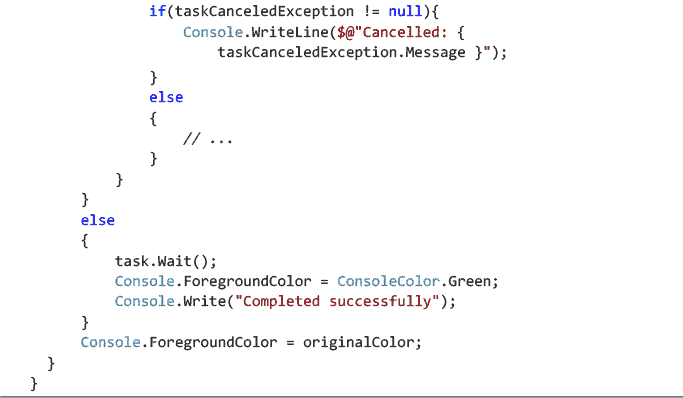 if(taskCanceledException != null){
Console.WriteLine($@"Cancelled: {
taskCanceledException.Message }");
}
else
{
// ...
}
}
}
else
{
task.Wait();
Console.ForegroundColor = ConsoleColor.Green;
Console.Write("Completed successfully");
}
Console.ForegroundColor = originalColor;
}
}